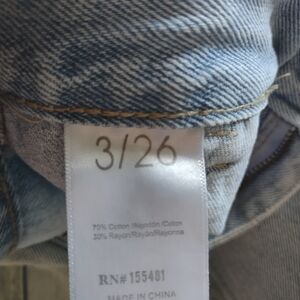 3/26
70% Cotton/Algodón/Coton
30% Rayon/Rayón/Rayonne
RN# 155481
MADE IN CHINA